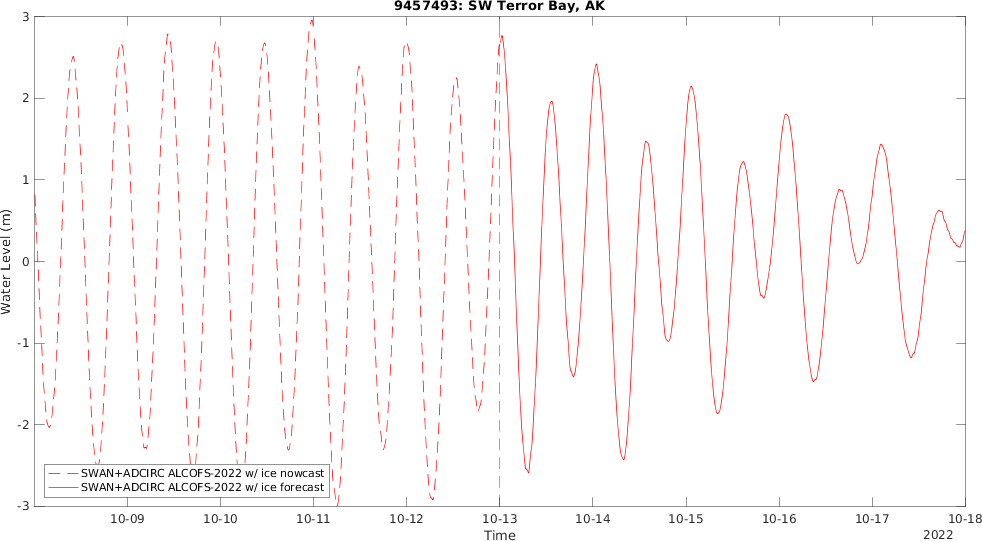 9457493: SW Terror Bay, AK
3
2
1
0
-1
-2
-3
Water Level (m)
SWAN+ADCIRC ALCOFS-2022 w/ ice nowcast
SWAN+ADCIRC ALCOFS-2022 w/ ice forecast
10-09 10-10 10-11 10-12 10-13 10-14 10-15 10-16 10-17 10-18
Time
2022